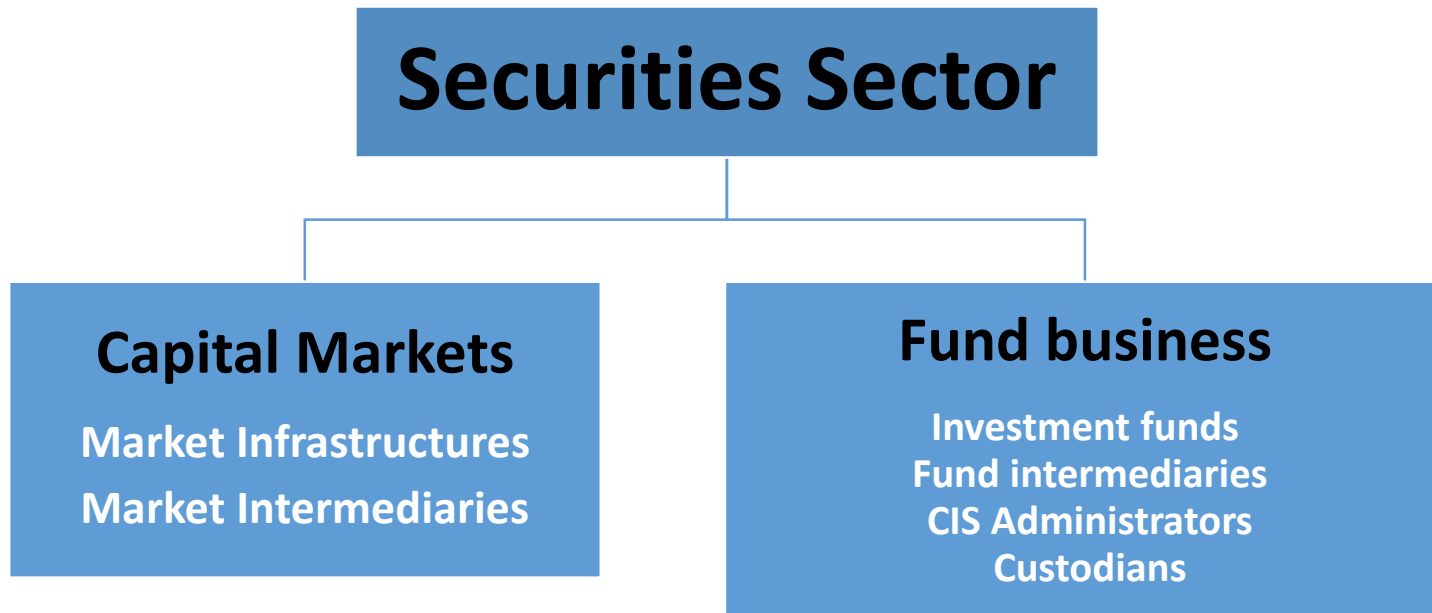 Securities Sector
Capital Markets
Market Infrastructures
Market Intermediaries
Fund business
Investment funds
Fund intermediaries
CIS Administrators
Custodians